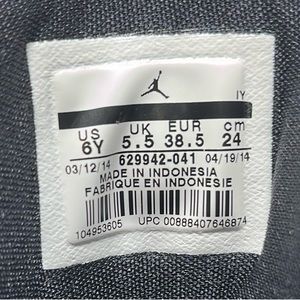 IY
US UK EUR cm
6Y 5.5 38.5 24
03/12/14 629942-041 04/19/14
MADE IN INDONESIA
FABRIQUE EN INDONESIE
104953605 UPC 00888407646874